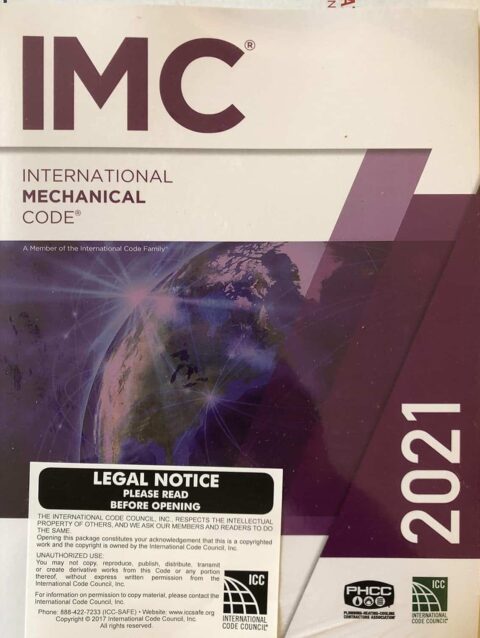 IMC®
INTERNATIONAL
MECHANICAL
CODE®
A Member of the International Code Family®
2021
LEGAL NOTICE
PLEASE READ
BEFORE OPENING
THE INTERNATIONAL CODE COUNCIL, INC., RESPECTS THE INTELLECTUAL
PROPERTY OF OTHERS, AND WE ASK OUR MEMBERS AND READERS TO DO
THE SAME.
Opening this package constitutes your acknowledgement that this is a copyrighted
work and the copyright is owned by the International Code Council, Inc.
UNAUTHORIZED USE:
You may not copy, reproduce, publish, distribute, transmit
or create derivative works from this Code or any portion
thereof, without express written permission from the
International Code Council, Inc.
For information on permission to copy material, please contact the
International Code Council, Inc.
Phone: 888-422-7233 (ICC-SAFE) • Website: www.iccsafe.org
Copyright © 2017 International Code Council, Inc.
All rights reserved.
ICC
INTERNATIONAL
CODE COUNCIL®
PHCC
PLUMBING-HEATING-COOLING
CONTRACTORS ASSOCIATION®
ICC
INTERNATIONAL
CODE COUNCIL